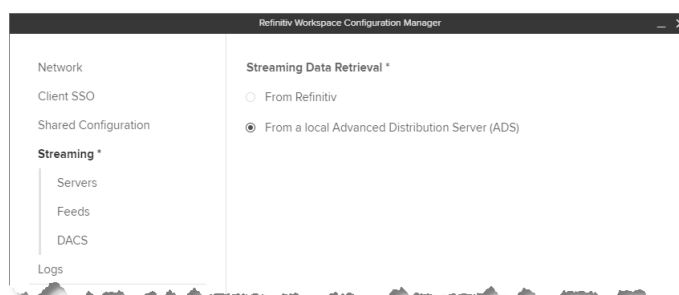 Refinitiv Workspace Configuration Manager
Network
Client SSO
Shared Configuration
Streaming *
Servers
Feeds
DACS
Logs
Streaming Data Retrieval *
From Refinitiv
From a local Advanced Distribution Server (ADS)